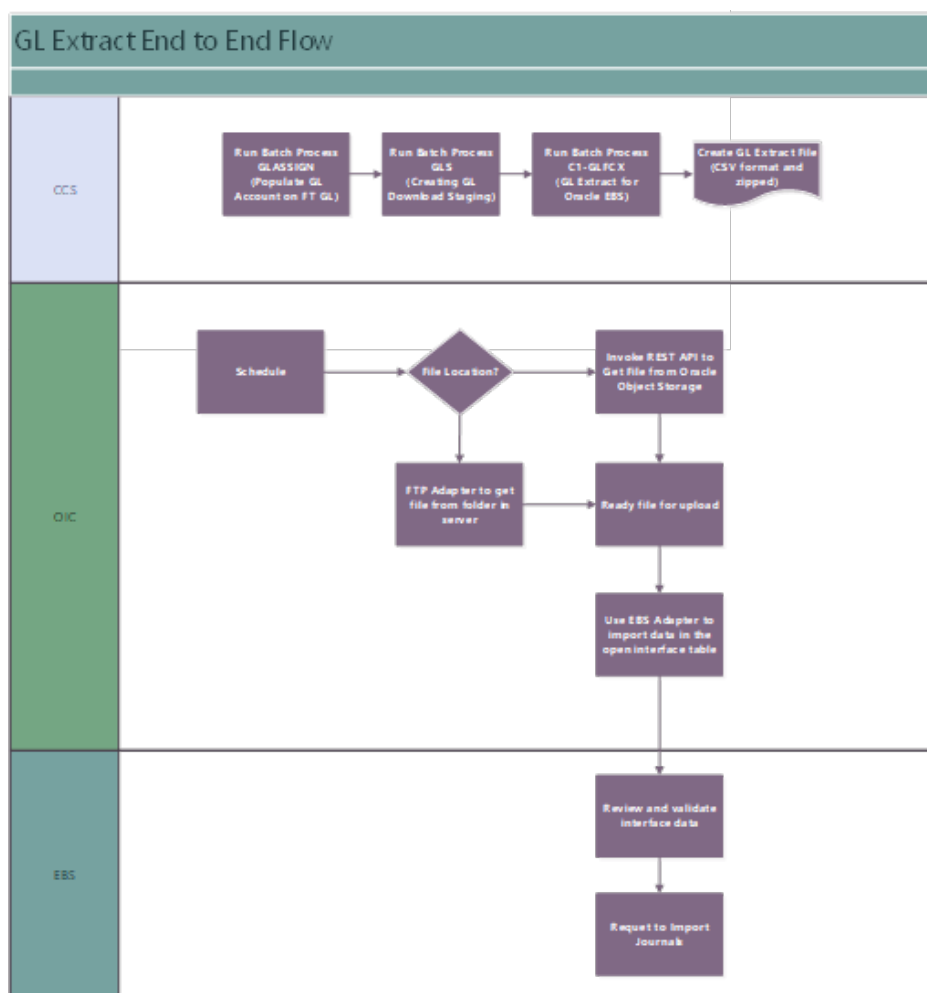 GL Extract End to End Flow
CCS
Run Batch Process
GLASSIGN
(Populate GL
Account on FT GL)
Run Batch Process
GLS
(Creating GL
Download Staging)
Run Batch Process
C1-GLFCX
(GL Extract for
Oracle EBS)
Create GL Extract File
(CSV format and
zipped)
OIC
Schedule
File Location?
Invoke REST API to
Get File from Oracle
Object Storage
FTP Adapter to get
file from folder in
server
Ready file for upload
Use EBS Adapter to
import data in the
open interface table
EBS
Review and validate
interface data
Requet to Import
Journals